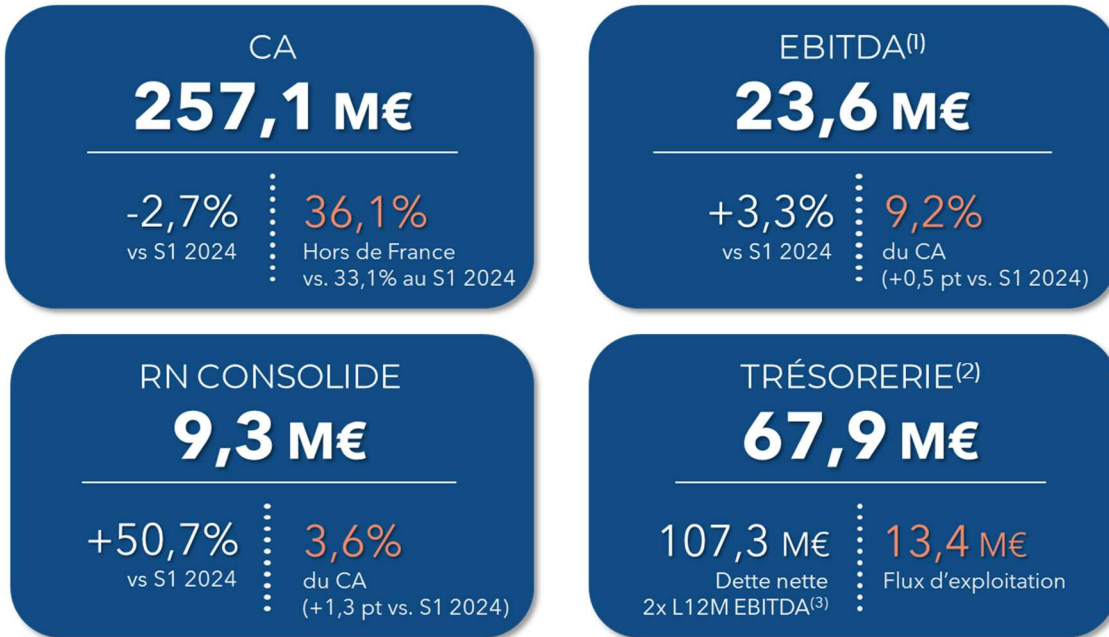 CA
257,1 M€
-2,7%
vs S1 2024
36,1%
Hors de France
vs. 33,1% au S1 2024
EBITDA(1)
23,6 M€
+3,3%
vs S1 2024
9,2%
du CA
(+0,5 pt vs. S1 2024)
RN CONSOLIDE
9,3 M€
+50,7%
vs S1 2024
3,6%
du CA
(+1,3 pt vs. S1 2024)
TRÉSORERIE(2)
67,9 M€
107,3 M€
Dette nette
2x L12M EBITDA(3)
13,4 M€
Flux d'exploitation